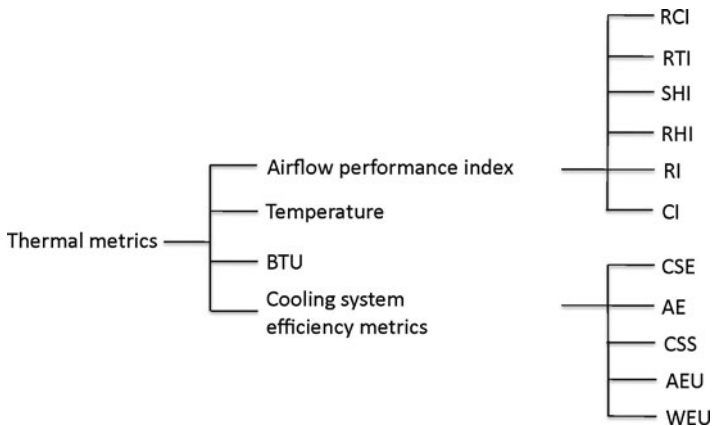 Thermal metrics
Airflow performance index
Temperature
BTU
Cooling system
efficiency metrics
RCI
RTI
SHI
RHI
RI
CI
CSE
AE
CSS
AEU
WEU